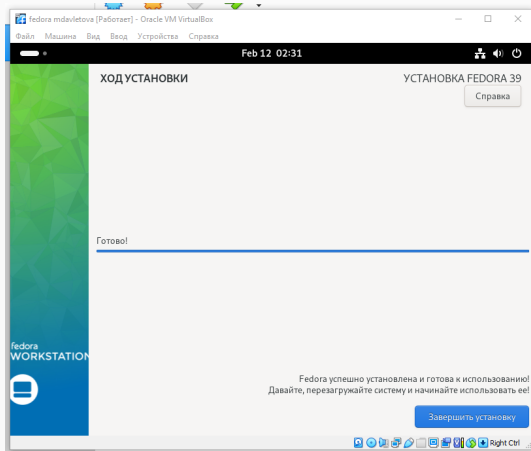 fedora mdavletova [Работает] - Oracle VM VirtualBox
Файл Машина Вид Ввод Устройства Справка
Feb 12 02:31
ХОД УСТАНОВКИ
УСТАНОВКА FEDORA 39
Справка
Готово!
fedora
WORKSTATION
Fedora успешно установлена и готова к использованию!
Давайте, перезагружайте систему и начинайте использовать ее!
Завершить установку
Right Ctrl